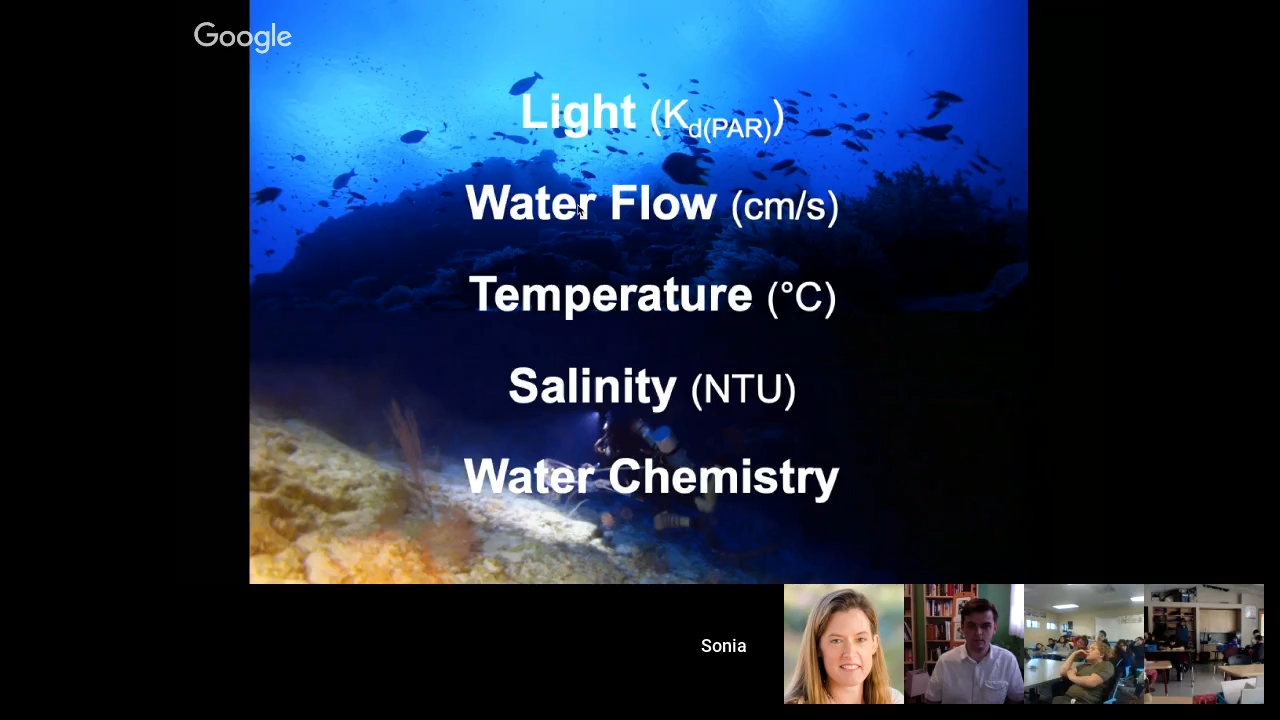 Google
Light (Kd(PAR))
Water Flow (cm/s)
Temperature (°C)
Salinity (NTU)
Water Chemistry
Sonia